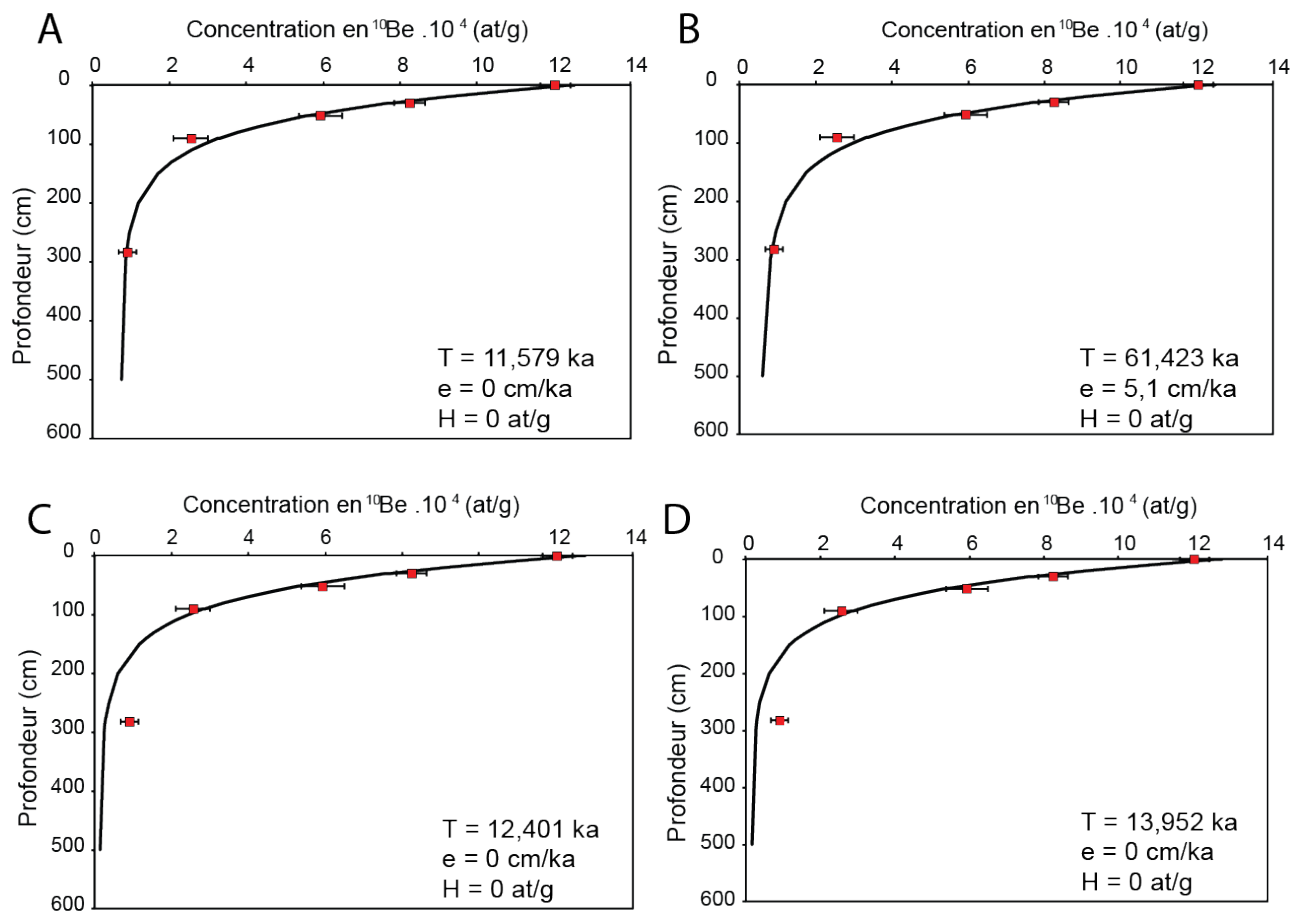 A
Concentration en ¹⁰Be .10 ⁴ (at/g)
0 2 4 6 8 10 12 14
0
100
200
300
400
500
600
Profondeur (cm)
T = 11,579 ka
e = 0 cm/ka
H = 0 at/g
B
Concentration en ¹⁰Be .10 ⁴ (at/g)
0 2 4 6 8 10 12 14
0
100
200
300
400
500
600
Profondeur (cm)
T = 61,423 ka
e = 5,1 cm/ka
H = 0 at/g
C
Concentration en ¹⁰Be .10 ⁴ (at/g)
0 2 6 8 12 14
0
100
200
300
400
500
600
Profondeur (cm)
T = 12,401 ka
e = 0 cm/ka
H = 0 at/g
D
Concentration en ¹⁰Be .10 ⁴ (at/g)
0 2 4 6 8 10 12 14
0
100
200
300
400
500
600
Profondeur (cm)
T = 13,952 ka
e = 0 cm/ka
H = 0 at/g